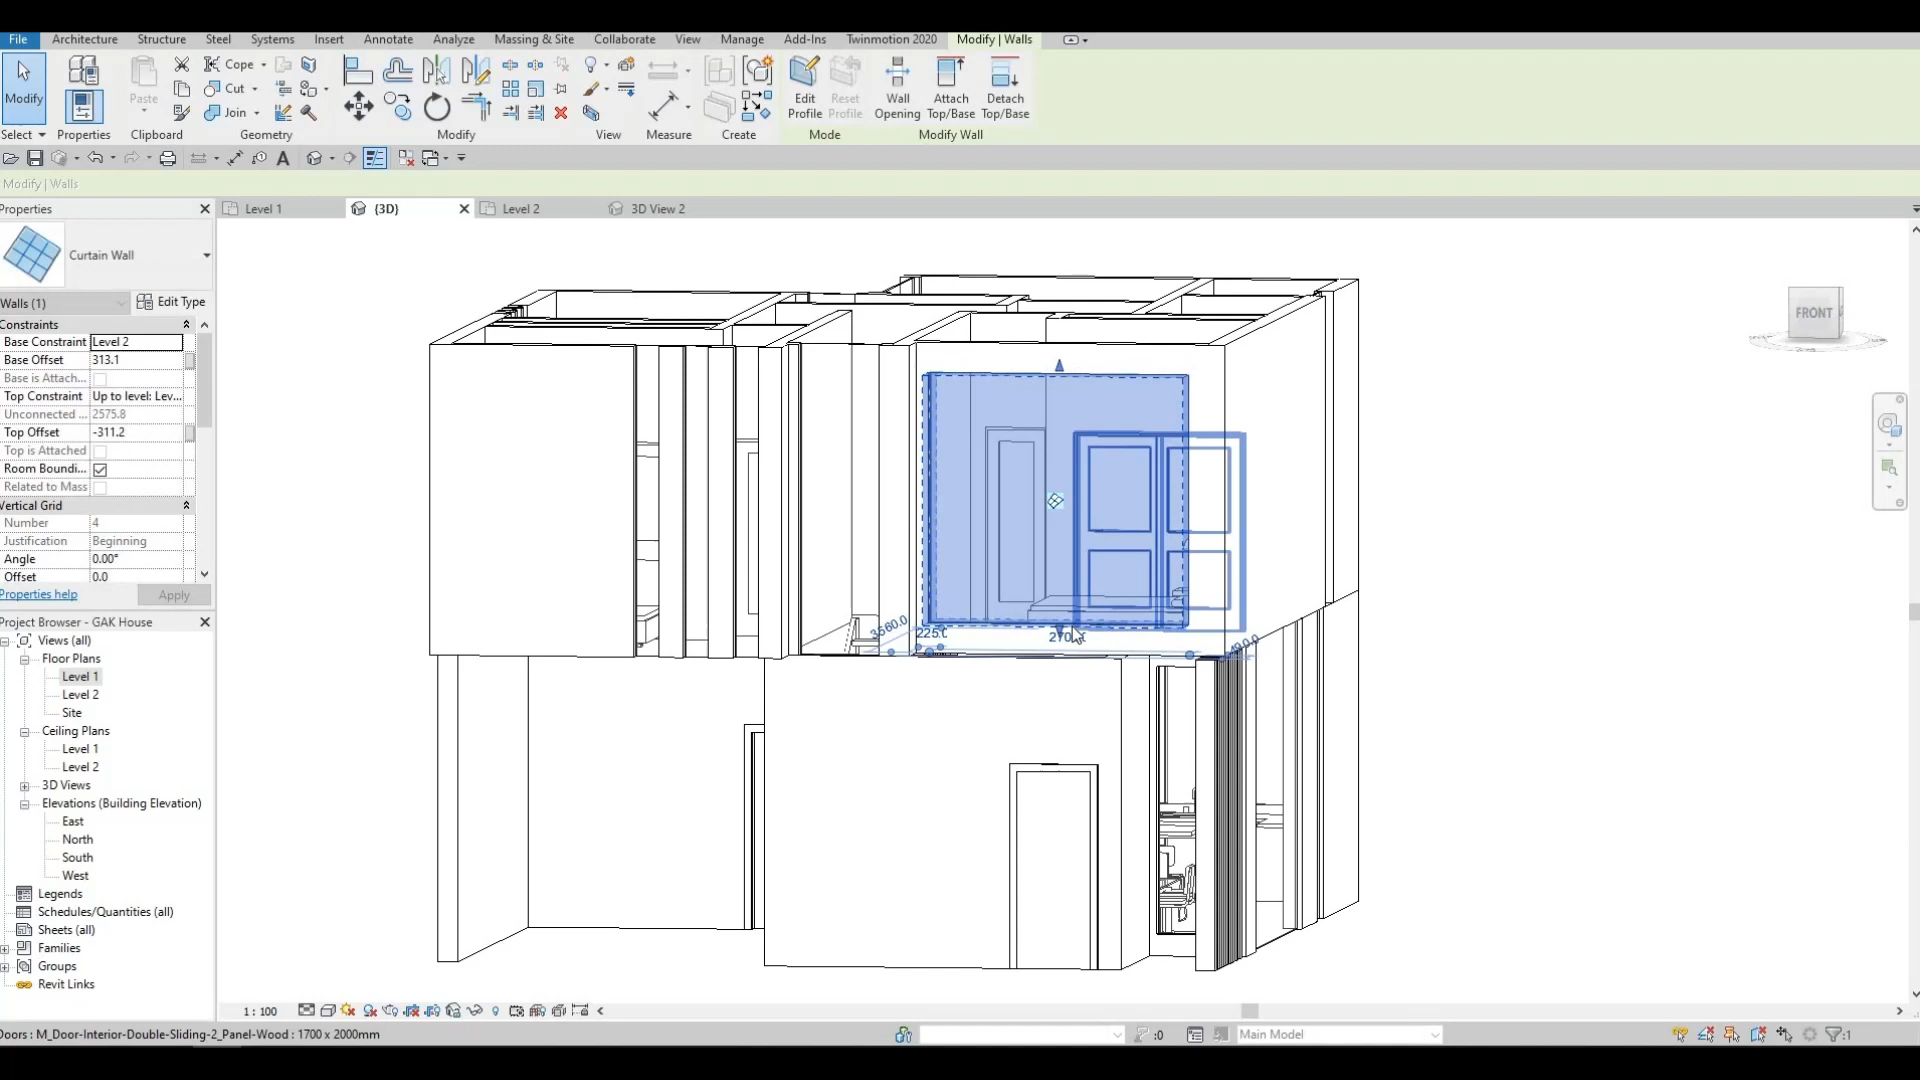 File Architecture Structure Steel Systems Insert Annotate Analyze Massing & Site Collaborate View Manage Add-Ins Twinmotion 2020 Modify | Walls
Modify
Paste
Cope
Cut
Join
Edit Profile
Reset Profile
Wall Opening
Attach Top/Base
Detach Top/Base
Select Properties Clipboard Geometry Modify View Measure Create Mode Modify Wall
Modify | Walls
Properties
Level 1 {3D} Level 2 3D View 2
Curtain Wall
Walls (1) Edit Type
Constraints
Base Constraint Level 2
Base Offset 313.1
Base is Attach...
Top Constraint Up to level: Lev...
Unconnected ... 2575.8
Top Offset -311.2
Top is Attached
Room Boundi...
Related to Mass
Vertical Grid
Number 4
Justification Beginning
Angle 0.00°
Offset 0.0
Properties help Apply
FRONT
3560.0 225.0
Project Browser - GAK House
Views (all)
Floor Plans
Level 1
Level 2
Site
Ceiling Plans
Level 1
Level 2
3D Views
Elevations (Building Elevation)
East
North
South
West
Legends
Schedules/Quantities (all)
Sheets (all)
Families
Groups
Revit Links
1 : 100
Doors : M_Door-Interior-Double-Sliding-2_Panel-Wood : 1700 x 2000mm
:0
Main Model
:1